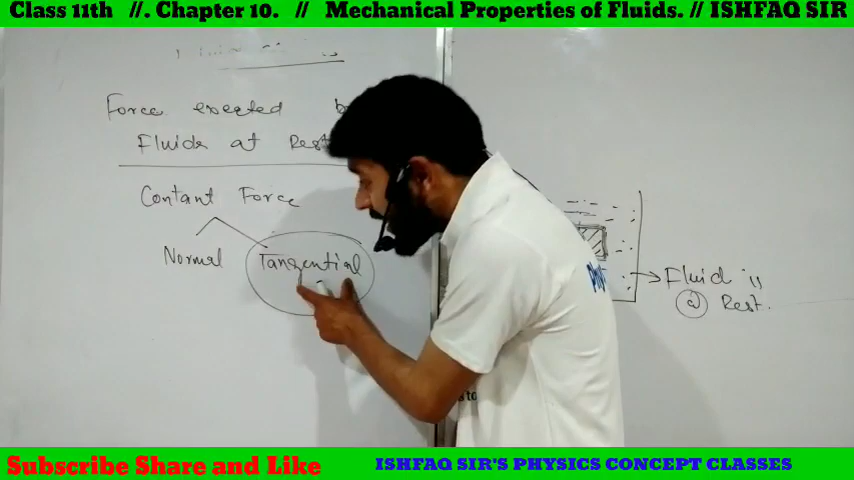 Class 11th //. Chapter 10. // Mechanical Properties of Fluids. // ISHFAQ SIR
Force exerted
Fluids at Rest
Contant Force
Normal Tangential
Fluid is
@ Rest.
Phy
Subscribe Share and Like
ISHFAQ SIR'S PHYSICS CONCEPT CLASSES